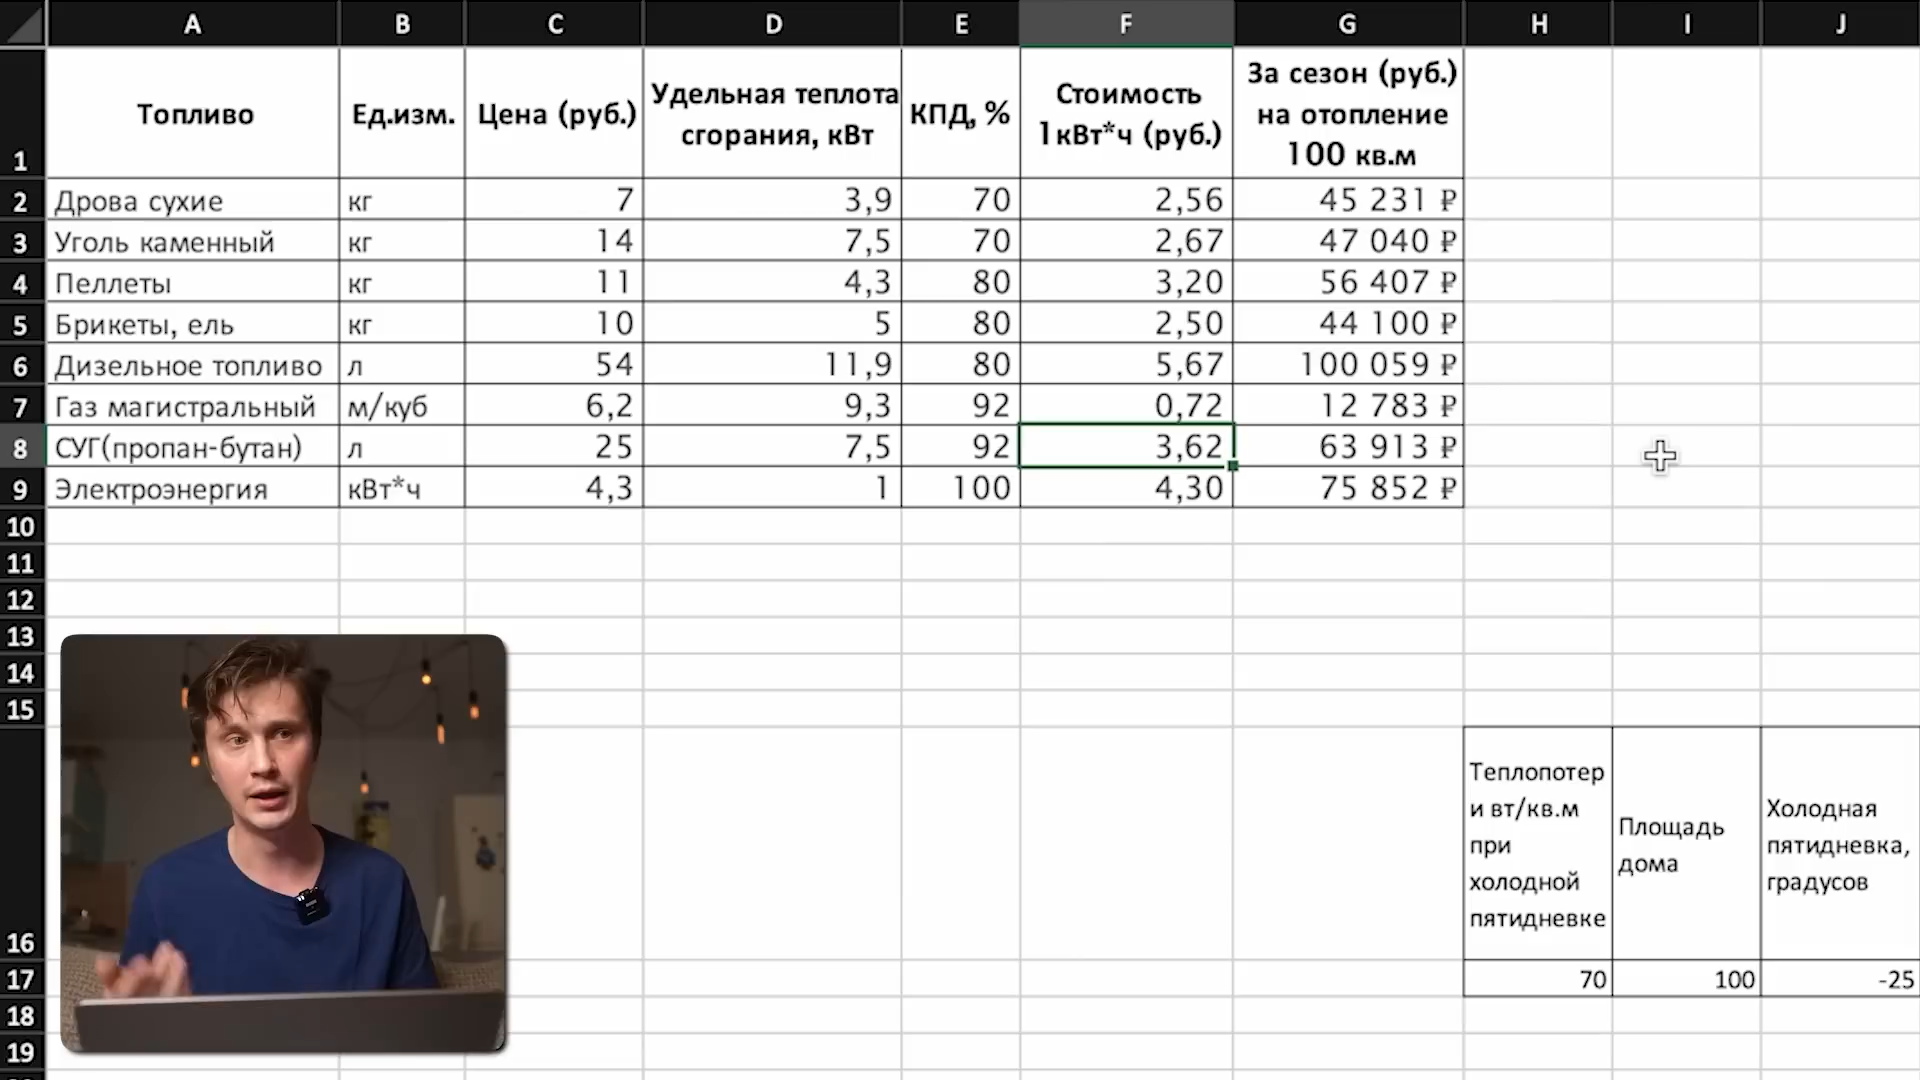 A B C D E F G H I J
1 Топливо Ед.изм. Цена (руб.) Удельная теплота сгорания, кВт КПД, % Стоимость 1кВт*ч (руб.) За сезон (руб.) на отопление 100 кв.м
2 Дрова сухие кг 7 3,9 70 2,56 45 231 ₽
3 Уголь каменный кг 14 7,5 70 2,67 47 040 ₽
4 Пеллеты кг 11 4,3 80 3,20 56 407 ₽
5 Брикеты, ель кг 10 5 80 2,50 44 100 ₽
6 Дизельное топливо л 54 11,9 80 5,67 100 059 ₽
7 Газ магистральный м/куб 6,2 9,3 92 0,72 12 783 ₽
8 СУГ(пропан-бутан) л 25 7,5 92 3,62 63 913 ₽
9 Электроэнергия кВт*ч 4,3 1 100 4,30 75 852 ₽
10
11
12
13
14
15
16 Теплопотери вт/кв.м при холодной пятидневке Площадь дома Холодная пятидневка, градусов
17 70 100 -25
18
19